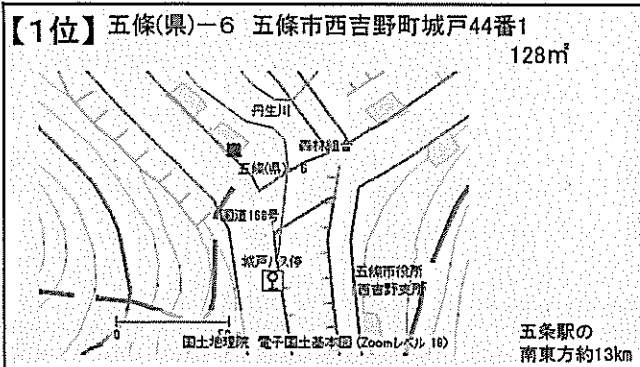 【1位】 五條(県)-6 五條市西吉野町城戸44番1
128㎡
丹生川
森林組合
五條(県)-6
国道168号
城戸バス停
五條市役所
西吉野支所
0 50
国土地理院 電子国土基本図(Zoomレベル 16)
五条駅の
南東方約13km